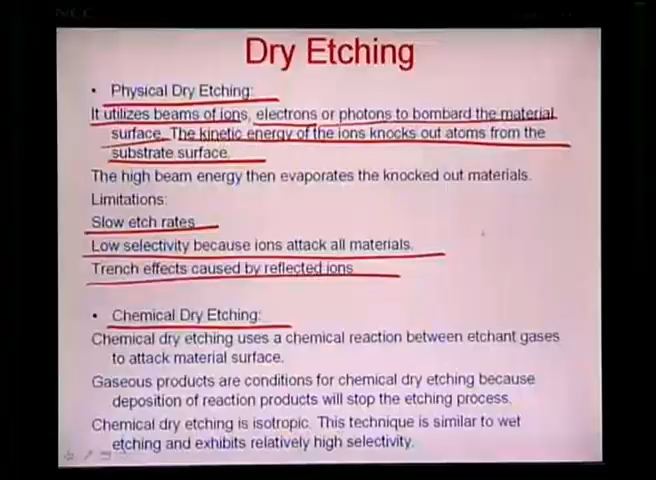 Dry Etching
• Physical Dry Etching:
It utilizes beams of ions, electrons or photons to bombard the material
surface. The kinetic energy of the ions knocks out atoms from the
substrate surface.
The high beam energy then evaporates the knocked out materials.
Limitations:
Slow etch rates
Low selectivity because ions attack all materials.
Trench effects caused by reflected ions
• Chemical Dry Etching:
Chemical dry etching uses a chemical reaction between etchant gases
to attack material surface.
Gaseous products are conditions for chemical dry etching because
deposition of reaction products will stop the etching process.
Chemical dry etching is isotropic. This technique is similar to wet
etching and exhibits relatively high selectivity.